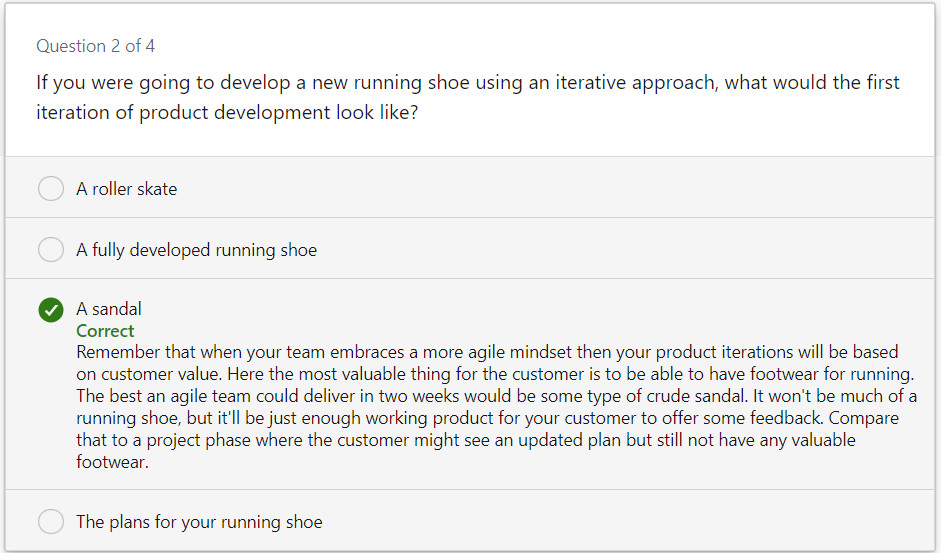 Question 2 of 4
If you were going to develop a new running shoe using an iterative approach, what would the first
iteration of product development look like?
A roller skate
A fully developed running shoe
A sandal
Correct
Remember that when your team embraces a more agile mindset then your product iterations will be based
on customer value. Here the most valuable thing for the customer is to be able to have footwear for running.
The best an agile team could deliver in two weeks would be some type of crude sandal. It won't be much of a
running shoe, but it'll be just enough working product for your customer to offer some feedback. Compare
that to a project phase where the customer might see an updated plan but still not have any valuable
footwear.
The plans for your running shoe